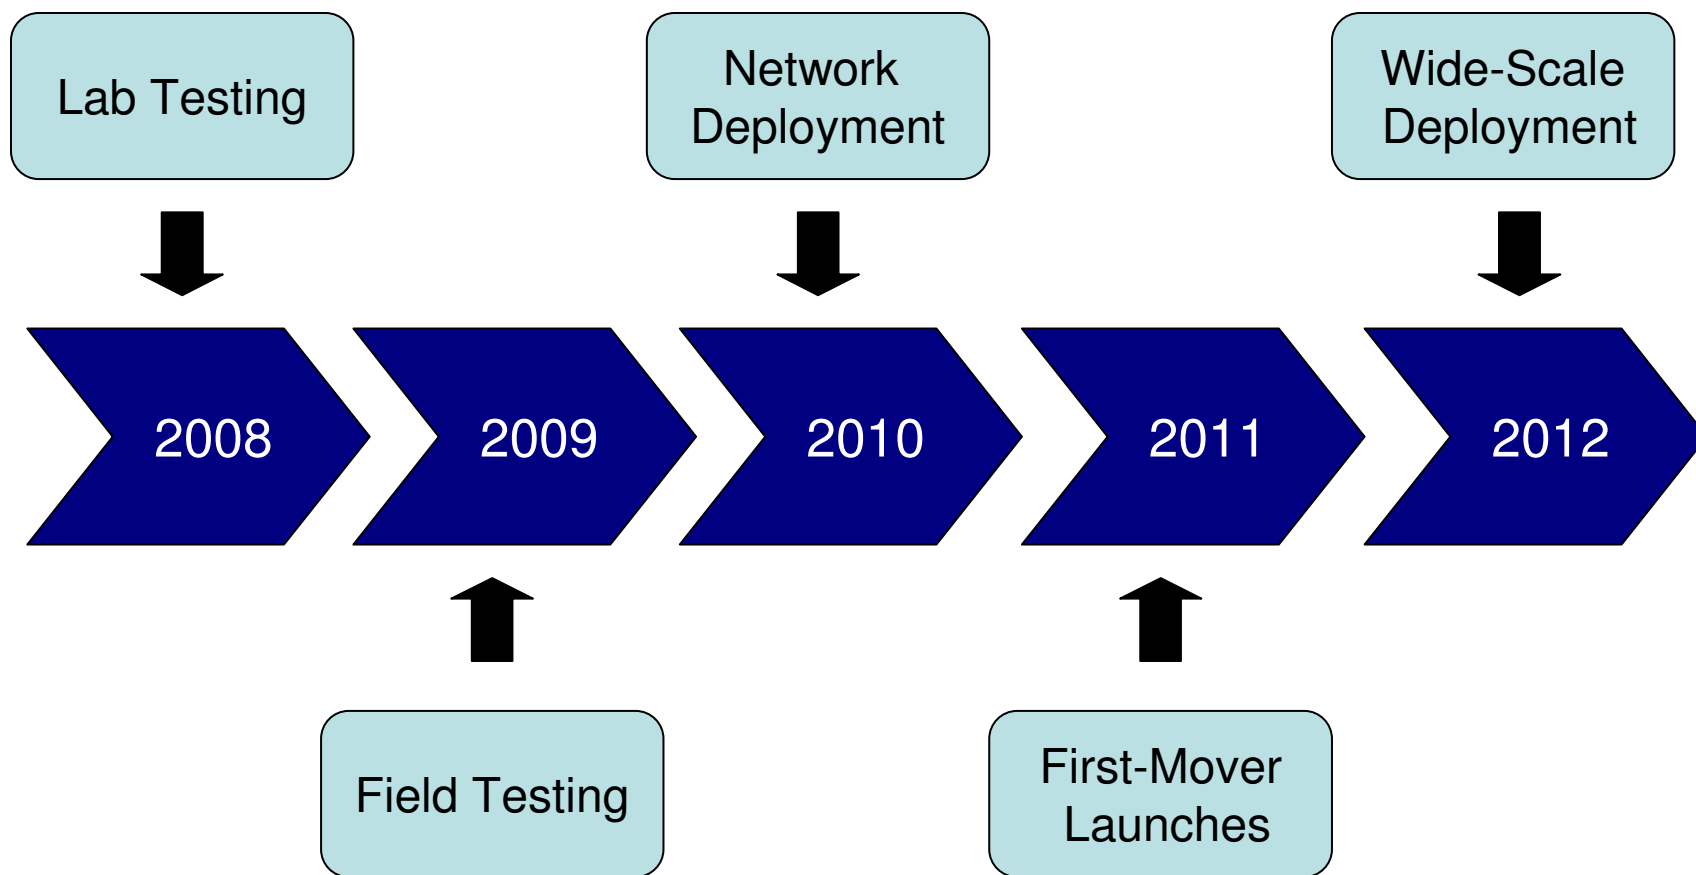 Lab Testing
Network
Deployment
Wide-Scale
Deployment
2008
2009
2010
2011
2012
Field Testing
First-Mover
Launches